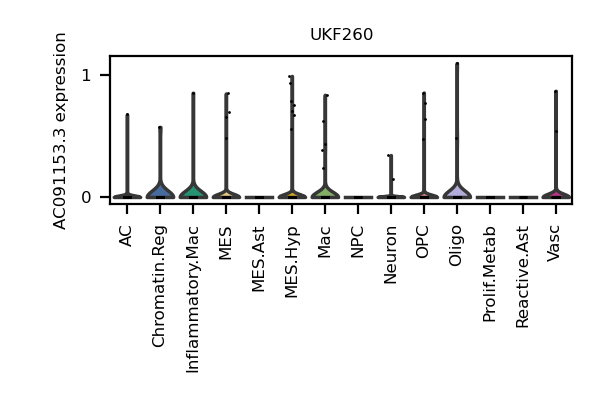 UKF260
AC091153.3 expression
1
0
AC
Chromatin.Reg
Inflammatory.Mac
MES
MES.Ast
MES.Hyp
Mac
NPC
Neuron
OPC
Oligo
Prolif.Metab
Reactive.Ast
Vasc